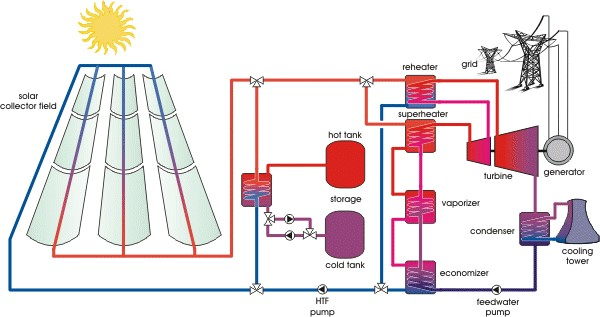 solar
collector field
reheater
grid
superheater
hot tank
storage
cold tank
turbine
generator
vaporizer
condenser
cooling
tower
economizer
HTF
pump
feedwater
pump